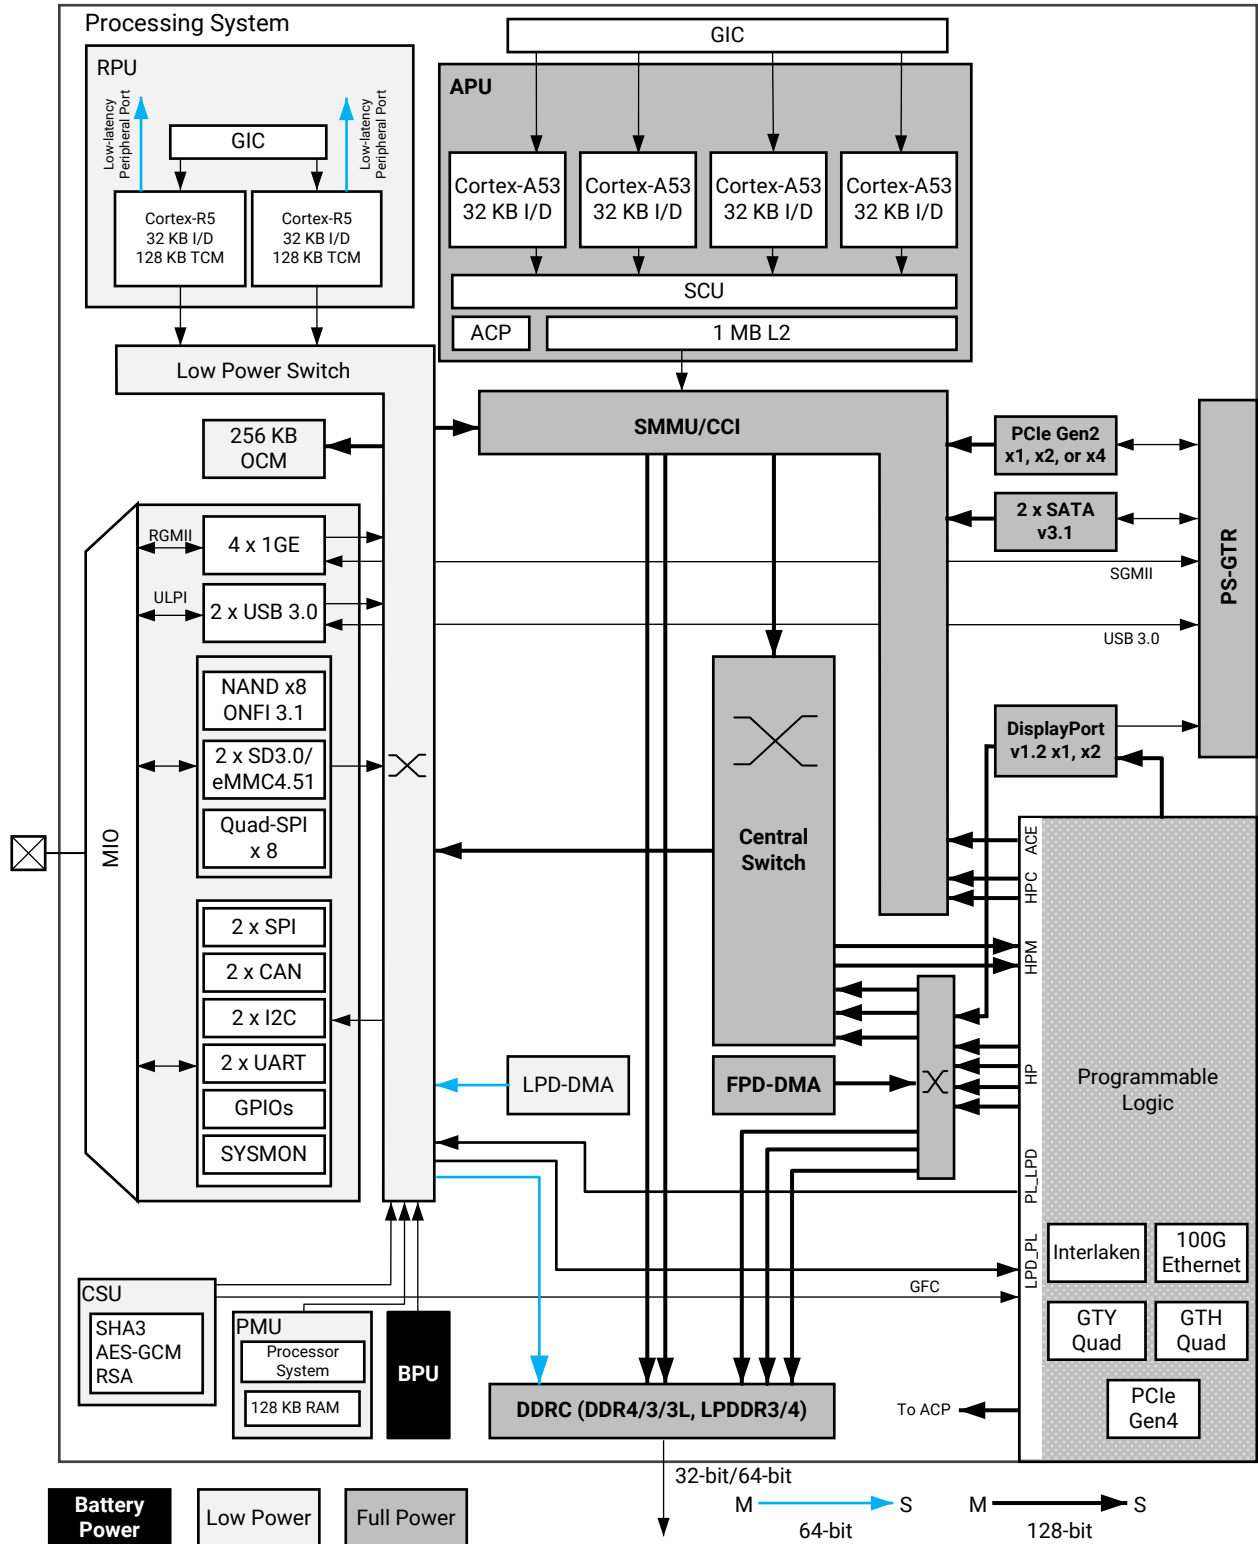 Processing System
RPU
Low-latency
Peripheral Port
GIC
Low-latency
Peripheral Port
Cortex-R5
32 KB I/D
128 KB TCM
Cortex-R5
32 KB I/D
128 KB TCM
GIC
APU
Cortex-A53
32 KB I/D
Cortex-A53
32 KB I/D
Cortex-A53
32 KB I/D
Cortex-A53
32 KB I/D
SCU
ACP
1 MB L2
Low Power Switch
256 KB
OCM
SMMU/CCI
PCIe Gen2
x1, x2, or x4
2 x SATA
v3.1
PS-GTR
RGMII
4 x 1GE
SGMII
ULPI
2 x USB 3.0
USB 3.0
NAND x8
ONFI 3.1
2 x SD3.0/
eMMC4.51
Quad-SPI
x 8
MIO
DisplayPort
v1.2 x1, x2
Central
Switch
ACE
HPC
HPM
HP
PL_LPD
LPD_PL
2 x SPI
2 x CAN
2 x I2C
2 x UART
GPIOs
SYSMON
LPD-DMA
FPD-DMA
Programmable
Logic
Interlaken
100G
Ethernet
GTY
Quad
GTH
Quad
PCIe
Gen4
GFC
To ACP
CSU
SHA3
AES-GCM
RSA
PMU
Processor
System
128 KB RAM
BPU
DDRC (DDR4/3/3L, LPDDR3/4)
32-bit/64-bit
Battery
Power
Low Power
Full Power
M
S
64-bit
M
S
128-bit